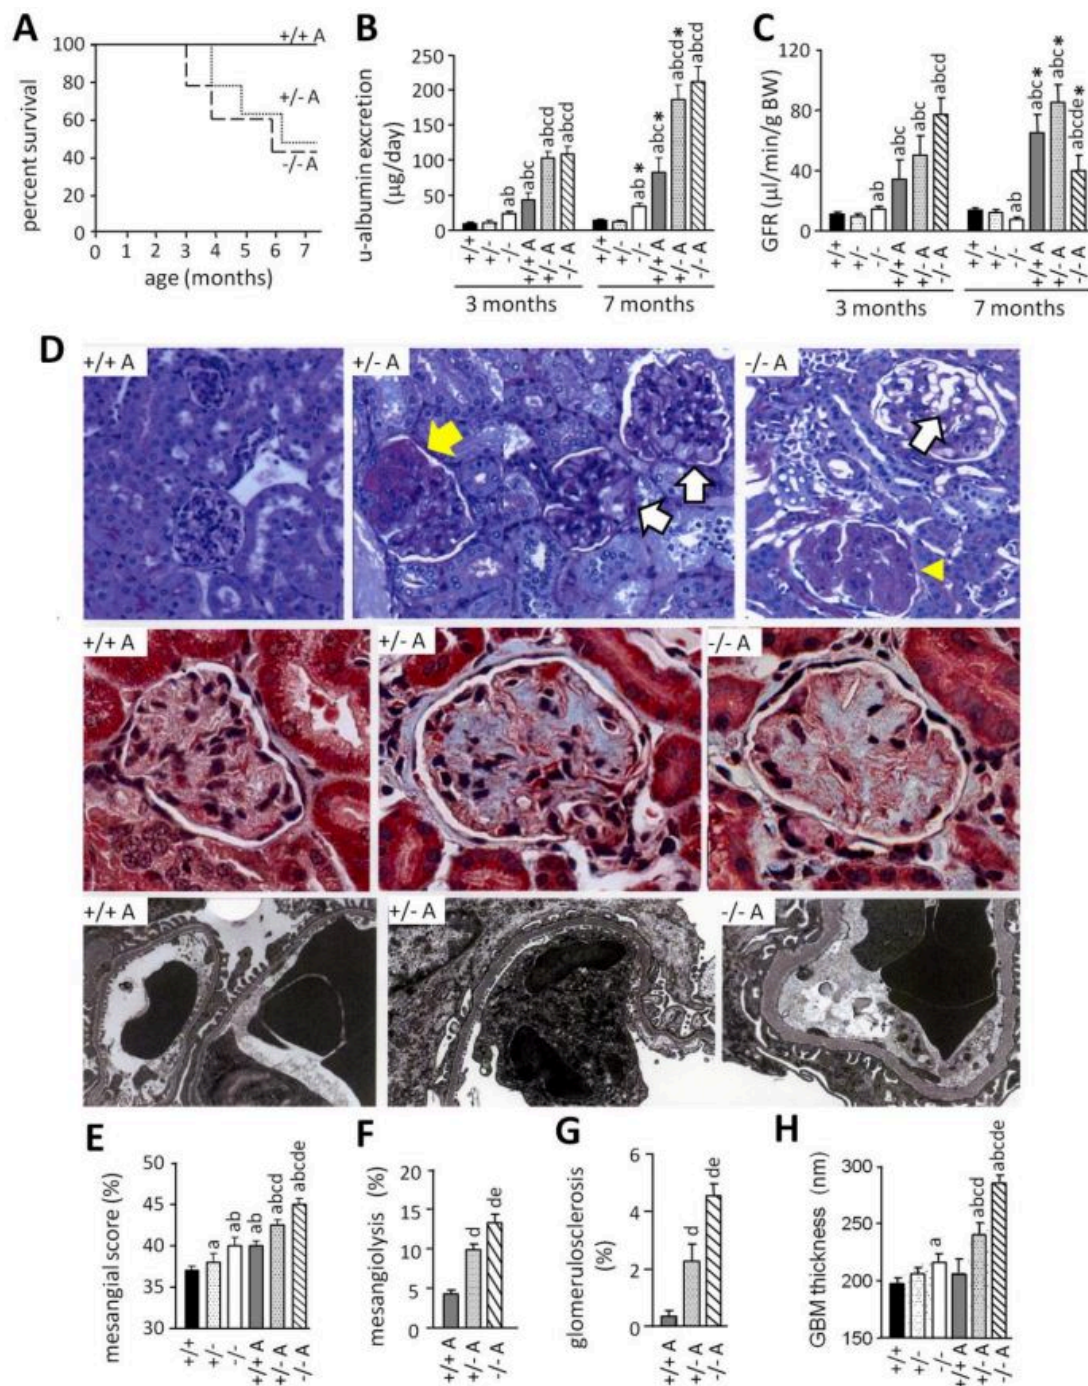 A
percent survival
100
80
60
40
20
0
0 1 2 3 4 5 6 7
age (months)
+/+ A
+/- A
-/- A
B
u-albumin excretion
(µg/day)
250
200
150
100
50
0
ab
abc
abcd
abcd
ab *
abc *
abcd *
abcd
+/+
+/-
-/-
+/+ A
+/- A
-/- A
+/+
+/-
-/-
+/+ A
+/- A
-/- A
3 months
7 months
C
GFR (µl/min/g BW)
120
80
40
0
ab
abc
abc
abcd
ab
abc *
abc *
abcde *
+/+
+/-
-/-
+/+ A
+/- A
-/- A
+/+
+/-
-/-
+/+ A
+/- A
-/- A
3 months
7 months
D
+/+ A
+/- A
-/- A
+/+ A
+/- A
-/- A
+/+ A
+/- A
-/- A
E
mesangial score (%)
50
45
40
35
30
a
ab
ab
abcd
abcde
+/+
+/-
-/-
+/+ A
+/- A
-/- A
F
mesangiolysis (%)
20
15
10
5
0
d
de
+/+ A
+/- A
-/- A
G
glomerulosclerosis
(%)
6
4
2
0
d
de
+/+ A
+/- A
-/- A
H
GBM thickness (nm)
300
250
200
150
a
abcd
abcde
+/+
+/-
-/-
+/+ A
+/- A
-/- A